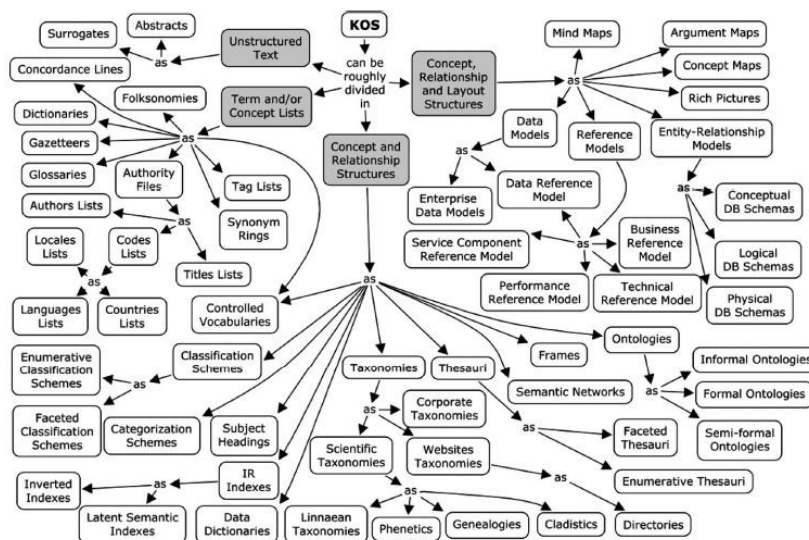 KOS
can be
roughly
divided
in
Unstructured
Text
as
Surrogates
Abstracts
Term and/or
Concept Lists
as
Concordance Lines
Folksonomies
Dictionaries
Gazetteers
Glossaries
Authority
Files
Tag Lists
Synonym
Rings
as
Authors Lists
Codes
Lists
Titles Lists
as
Locales
Lists
Languages
Lists
Countries
Lists
Controlled
Vocabularies
Concept,
Relationship
and Layout
Structures
as
Mind Maps
Argument Maps
Concept Maps
Rich Pictures
Data
Models
Reference
Models
Entity-Relationship
Models
as
Enterprise
Data Models
Data Reference
Model
as
Service Component
Reference Model
Business
Reference
Model
Performance
Reference Model
Technical
Reference Model
as
Conceptual
DB Schemas
Logical
DB Schemas
Physical
DB Schemas
Concept and
Relationship
Structures
as
Classification
Schemes
as
Enumerative
Classification
Schemes
Faceted
Classification
Schemes
Categorization
Schemes
Subject
Headings
IR
Indexes
as
Inverted
Indexes
Latent Semantic
Indexes
Data
Dictionaries
Taxonomies
as
Corporate
Taxonomies
Scientific
Taxonomies
Websites
Taxonomies
as
Linnaean
Taxonomies
Phenetics
Genealogies
Cladistics
as
Directories
Thesauri
as
Faceted
Thesauri
Enumerative Thesauri
Semantic Networks
Frames
Ontologies
as
Informal Ontologies
Formal Ontologies
Semi-formal
Ontologies